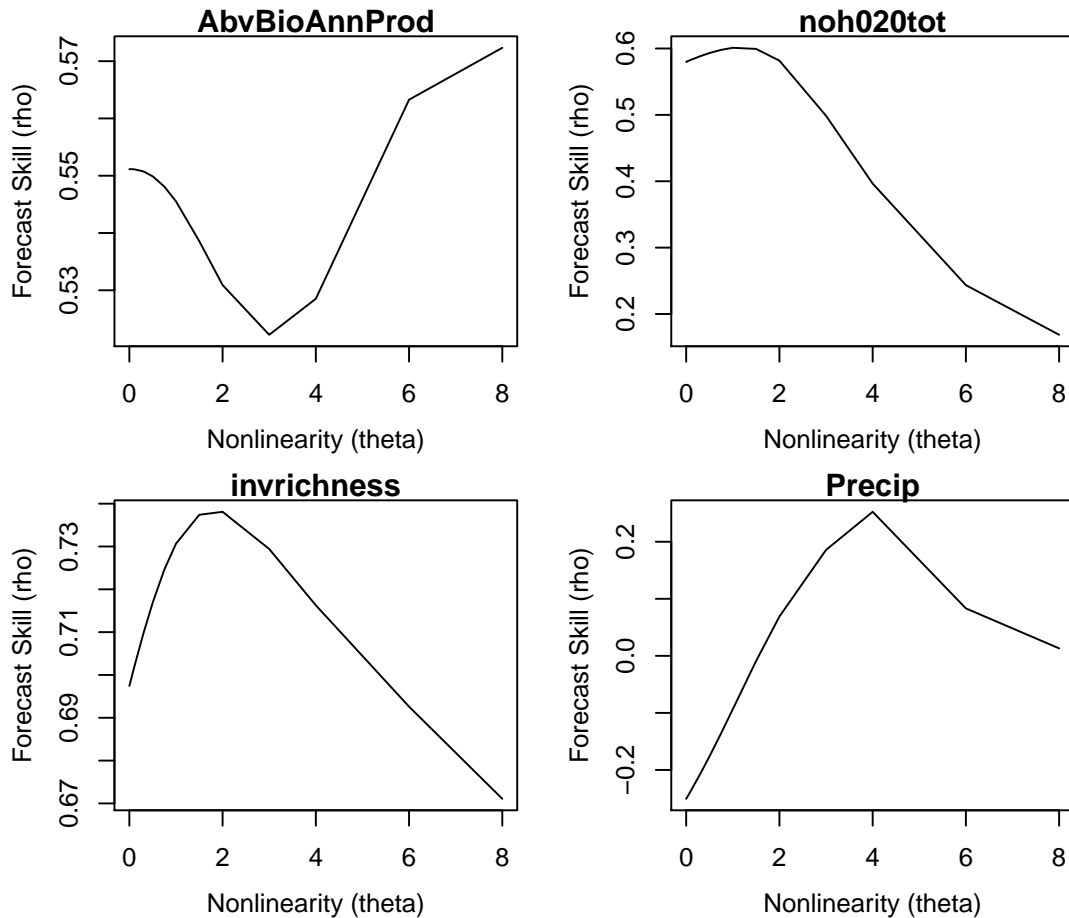 AbvBioAnnProd
Forecast Skill (rho)
0.57
0.55
0.53
0 2 4 6 8
Nonlinearity (theta)
noh020tot
Forecast Skill (rho)
0.6
0.5
0.4
0.3
0.2
0 2 4 6 8
Nonlinearity (theta)
invrichness
Forecast Skill (rho)
0.73
0.71
0.69
0.67
0 2 4 6 8
Nonlinearity (theta)
Precip
Forecast Skill (rho)
0.2
0.0
−0.2
0 2 4 6 8
Nonlinearity (theta)